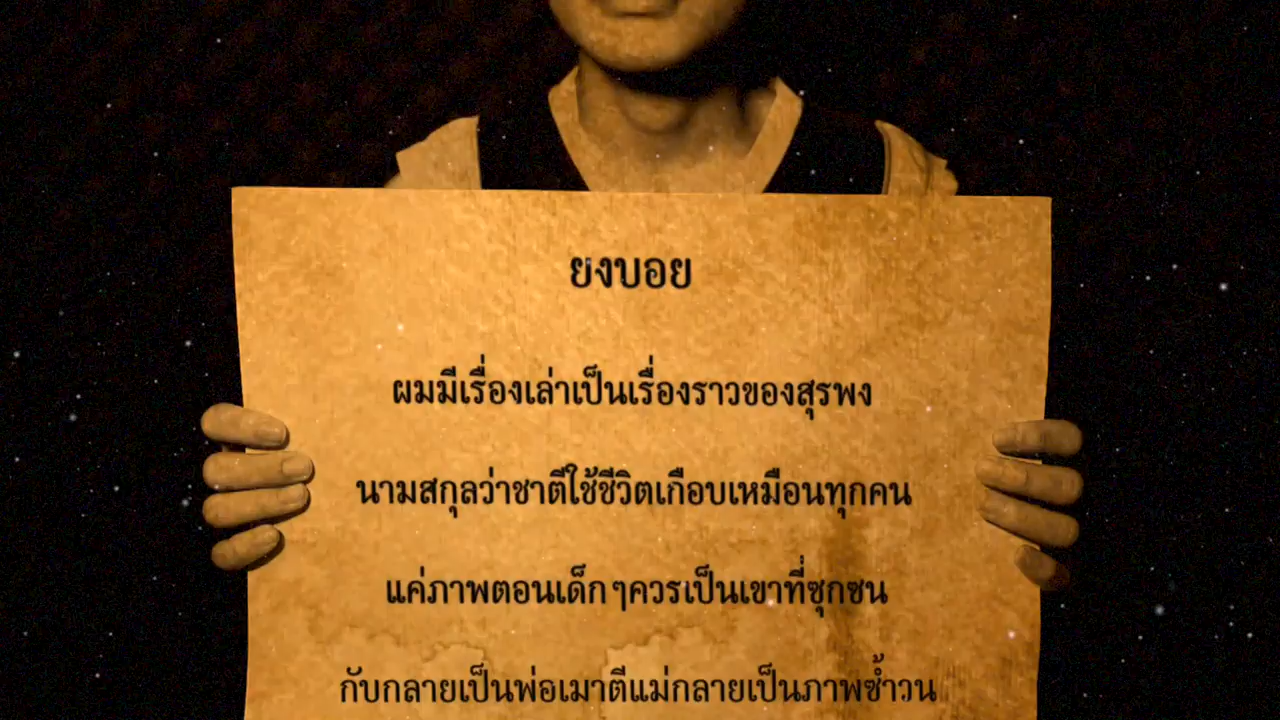 ยงบอย
ผมมีเรื่องเล่าเป็นเรื่องราวของสุรพง
นามสกุลว่าชาตีใช้ชีวิตเกือบเหมือนทุกคน
แค่ภาพตอนเด็กๆควรเป็นเขาที่ซุกซน
กับกลายเป็นพ่อเมาตีแม่กลายเป็นภาพซ้ำวน